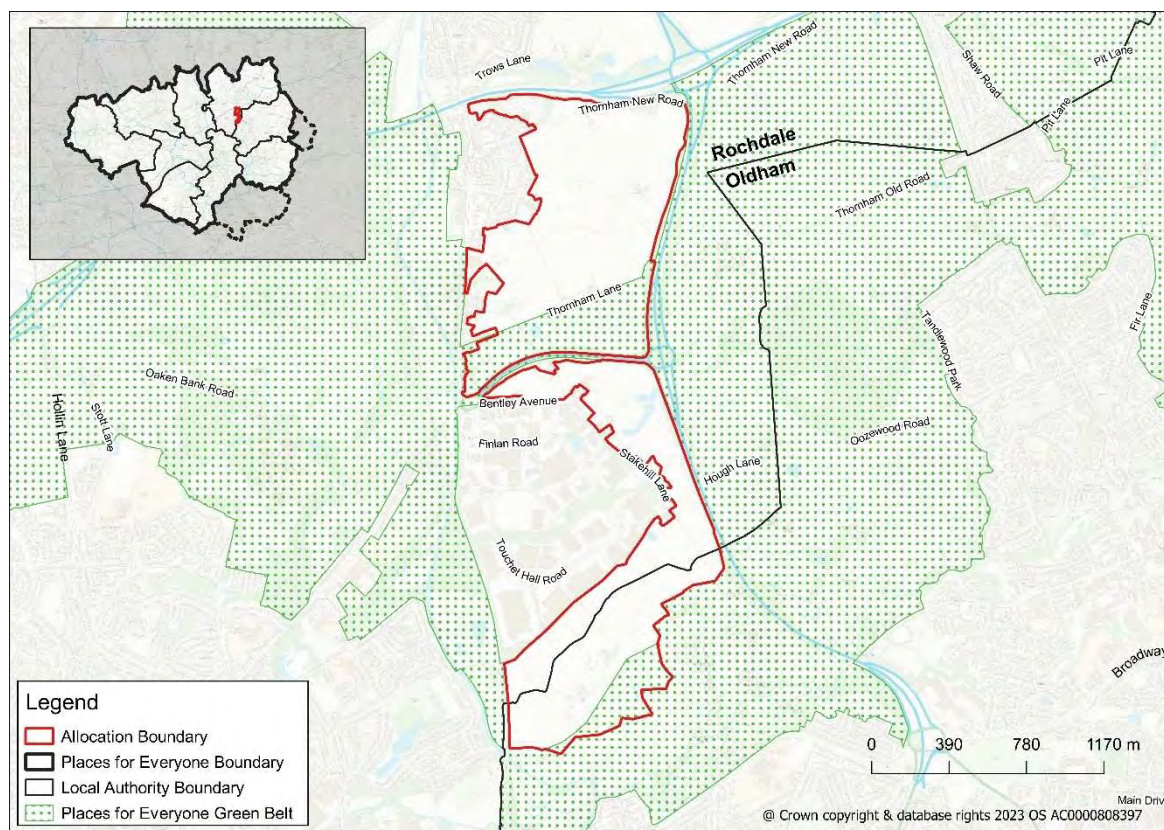 Trows Lane
Thornham New Road
Thornham New Road
Shaw Road
Pit Lane
Pit Lane
Rochdale
Oldham
Thornham Old Road
Thornham Lane
Tandlewood Park
Fir Lane
Oaken Bank Road
Hollin Lane
Stott Lane
Bentley Avenue
Finlan Road
Stakehill Lane
Oozewood Road
Hough Lane
Touchet Hall Road
Broadway
Legend
Allocation Boundary
Places for Everyone Boundary
Local Authority Boundary
Places for Everyone Green Belt
0 390 780 1170 m
Main Driv
@ Crown copyright & database rights 2023 OS AC0000808397